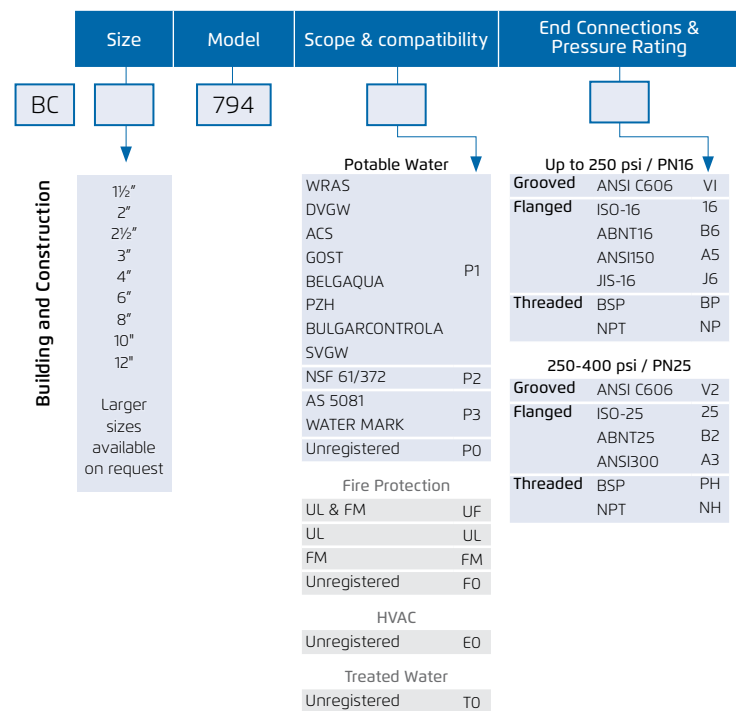 Size Model Scope & compatibility End Connections &
Pressure Rating
BC 794
Building and Construction
1½"
2"
2½"
3"
4"
6"
8"
10"
12"
Larger
sizes
available
on request
Potable Water
WRAS
DVGW
ACS
GOST
BELGAQUA
PZH
BULGARCONTROLA
SVGW
P1
NSF 61/372 P2
AS 5081
WATER MARK
P3
Unregistered P0
Fire Protection
UL & FM UF
UL UL
FM FM
Unregistered F0
HVAC
Unregistered E0
Treated Water
Unregistered T0
Up to 250 psi / PN16
Grooved ANSI C606 VI
Flanged ISO-16 16
ABNT16 B6
ANSI150 A5
JIS-16 J6
Threaded BSP BP
NPT NP
250-400 psi / PN25
Grooved ANSI C606 V2
Flanged ISO-25 25
ABNT25 B2
ANSI300 A3
Threaded BSP PH
NPT NH